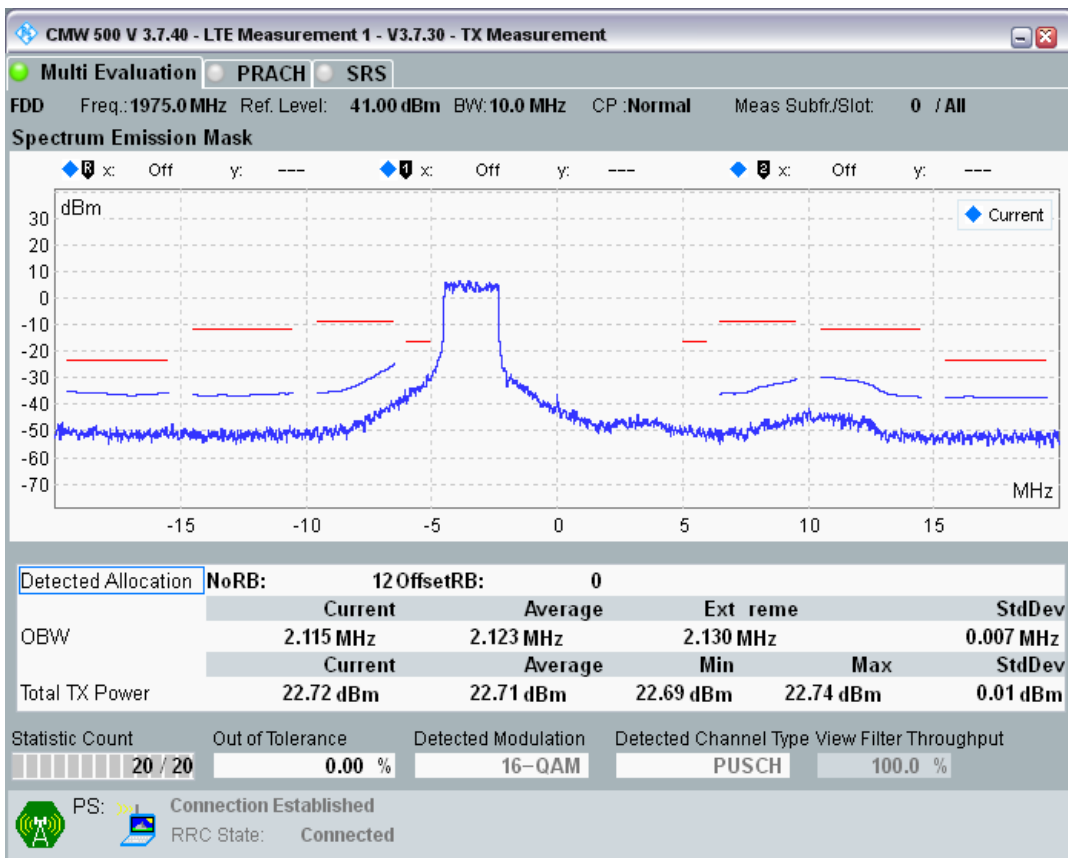 CMW 500 V 3.7.40 - LTE Measurement 1 - V3.7.30 - TX Measurement
Multi Evaluation PRACH SRS
FDD Freq.: 1975.0 MHz Ref. Level: 41.00 dBm BW: 10.0 MHz CP : Normal Meas Subfr./Slot: 0 / All
Spectrum Emission Mask
R x: Off y: --- 1 x: Off y: --- 2 x: Off y: ---
dBm
Current
30
20
10
0
-10
-20
-30
-40
-50
-60
-70
MHz
-15 -10 -5 0 5 10 15
Detected Allocation NoRB: 12 OffsetRB: 0
Current Average Ext reme StdDev
OBW 2.115 MHz 2.123 MHz 2.130 MHz 0.007 MHz
Current Average Min Max StdDev
Total TX Power 22.72 dBm 22.71 dBm 22.69 dBm 22.74 dBm 0.01 dBm
Statistic Count Out of Tolerance Detected Modulation Detected Channel Type View Filter Throughput
20 / 20 0.00 % 16-QAM PUSCH 100.0 %
PS: Connection Established
RRC State: Connected